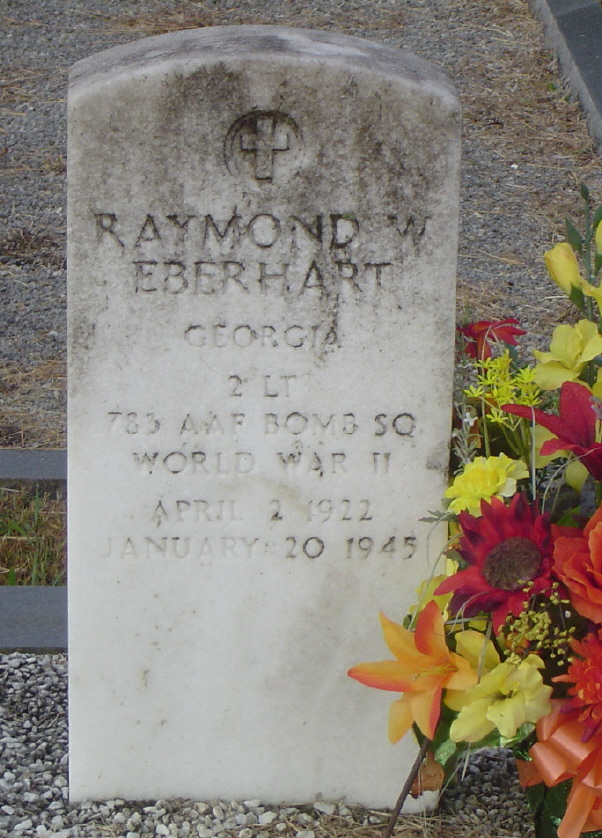 RAYMOND W
EBERHART
GEORGIA
2 LT
783 AAF BOMB SQ
WORLD WAR II
APRIL 2 1922
JANUARY 20 1945